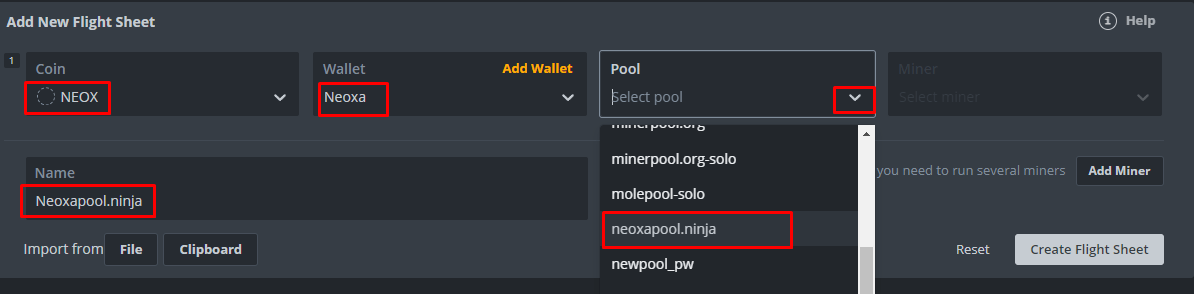 Add New Flight Sheet
Help
1
Coin
NEOX
Wallet
Add Wallet
Neoxa
Pool
Select pool
Miner
Select miner
minerpool.org
minerpool.org-solo
molepool-solo
neoxapool.ninja
newpool_pw
Name
Neoxapool.ninja
you need to run several miners
Add Miner
Import from
File
Clipboard
Reset
Create Flight Sheet